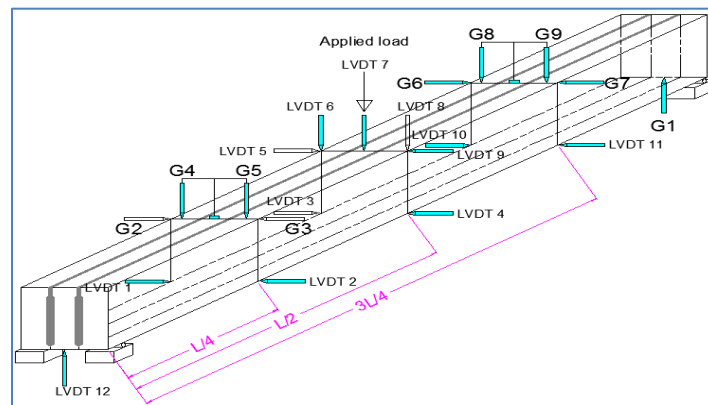 G8
G9
Applied load
LVDT 7
G6
G7
LVDT 6
LVDT 8
G1
LVDT 10
LVDT 5
LVDT 9
LVDT 11
G4
G5
LVDT 3
LVDT 4
G2
G3
LVDT 1
LVDT 2
L/4
L/2
3L/4
LVDT 12